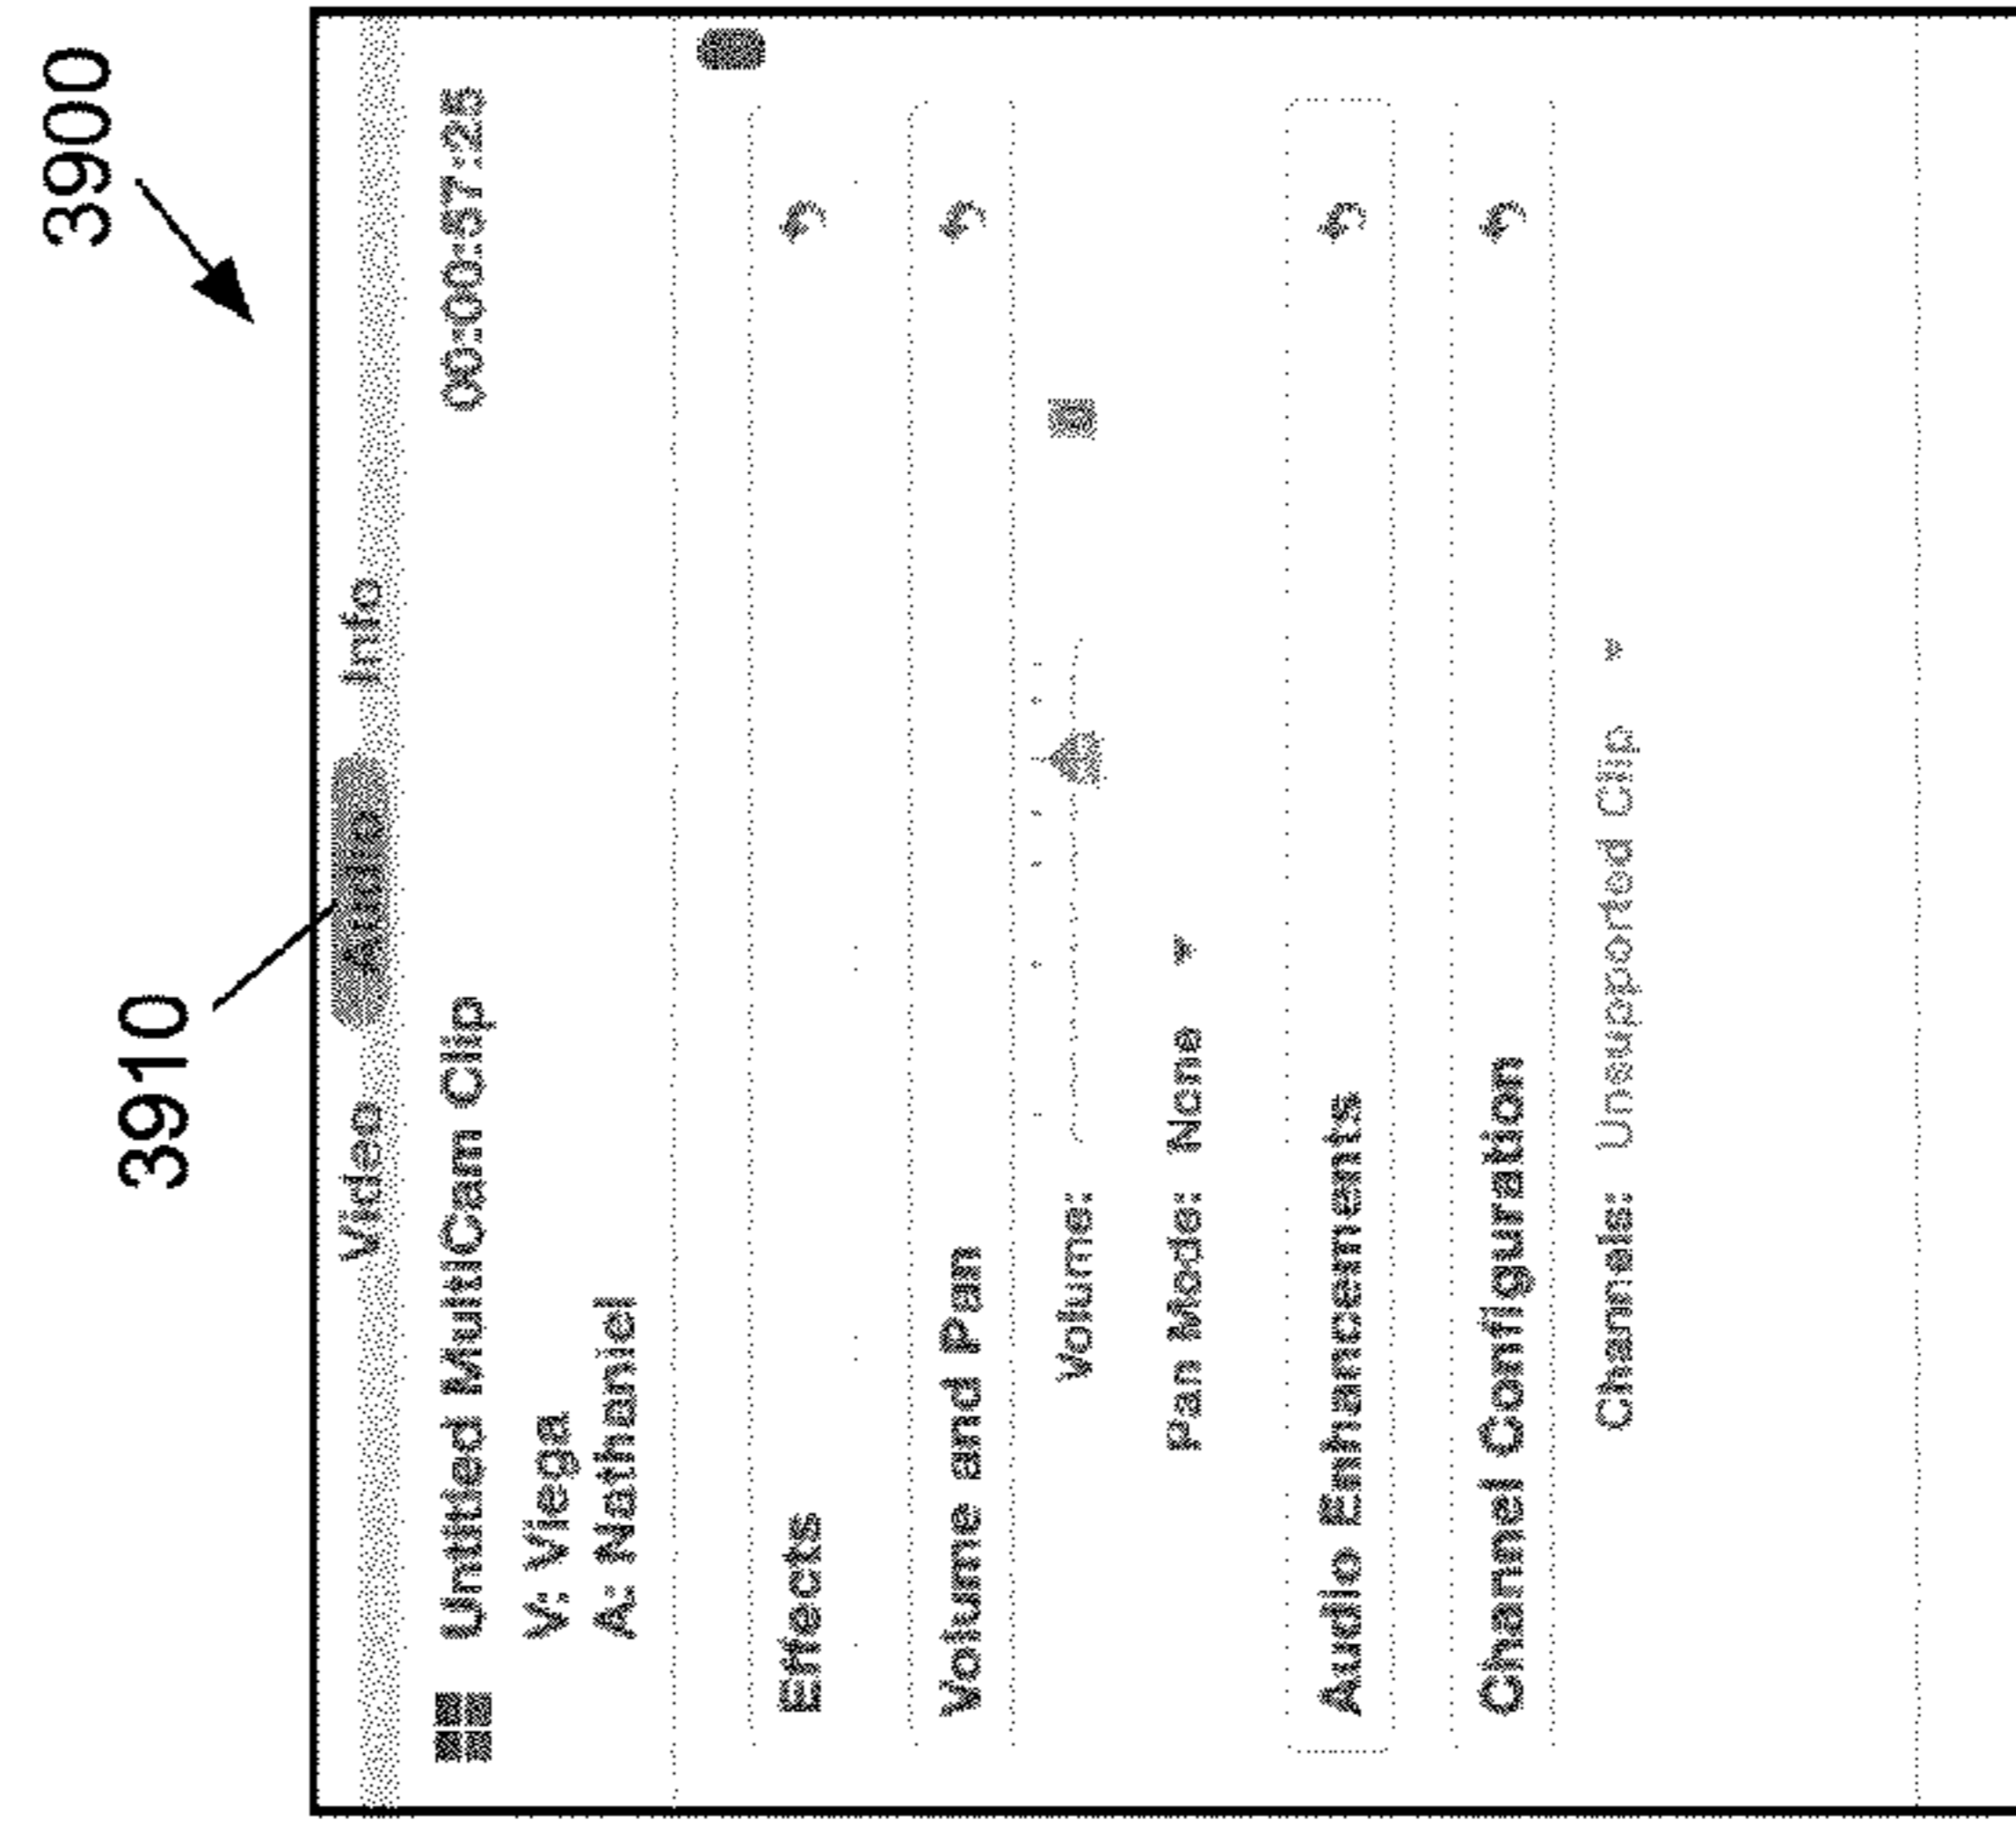 3900
3910
Video Audio Info
Untitled MultiCam Clip 00:00:57:25
V: Viega
A: Nathaniel
Effects
Volume and Pan
Volume:
Pan Mode: None
Audio Enhancements
Channel Configuration
Channels: Unsupported Clip